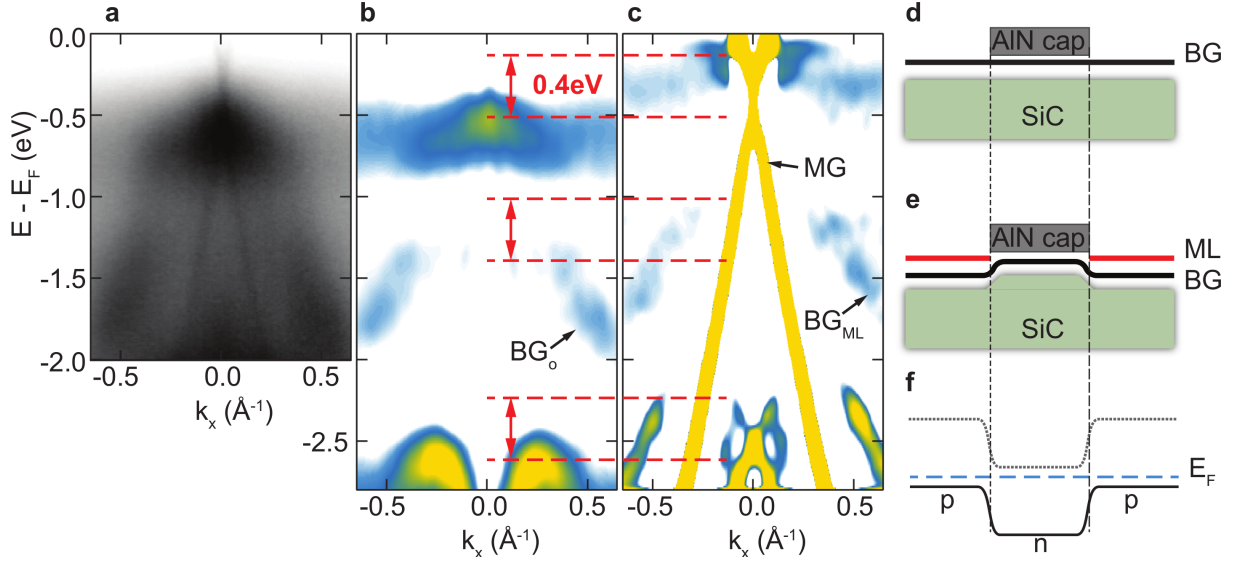 a
b
c
d
0.0
-0.5
-1.0
-1.5
-2.0
-2.5
E - E_F (eV)
-0.5
0.0
0.5
k_x (Å⁻¹)
0.4eV
BG_o
-0.5
0.0
0.5
k_x (Å⁻¹)
MG
BG_ML
-0.5
0.0
0.5
k_x (Å⁻¹)
AlN cap
BG
SiC
e
AlN cap
ML
BG
SiC
f
E_F
p
p
n